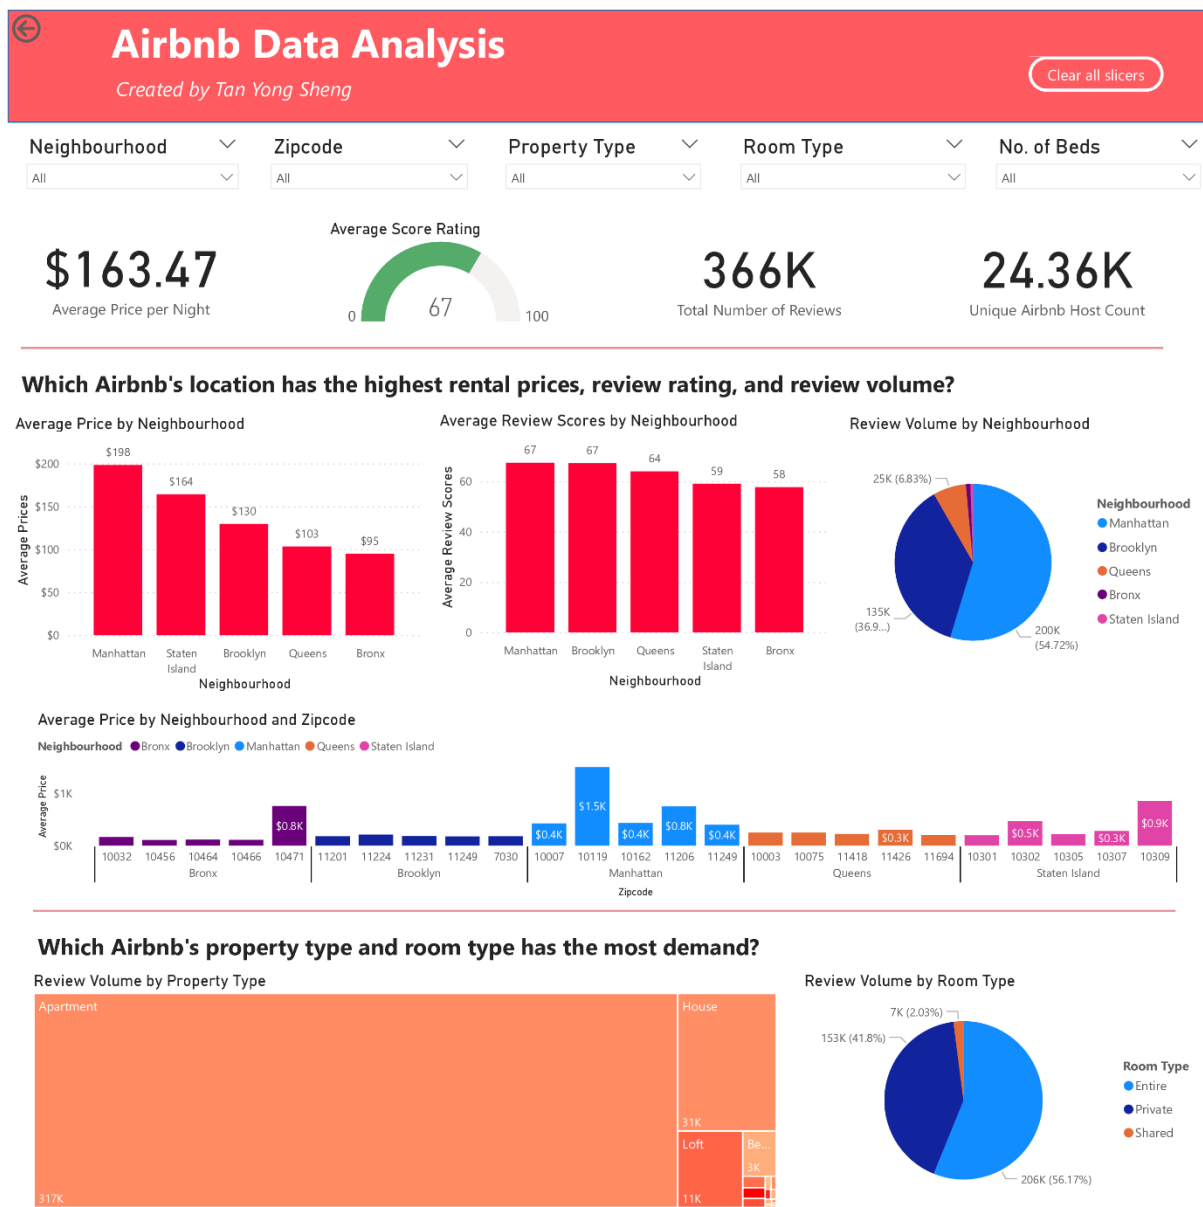 Airbnb Data Analysis
Created by Tan Yong Sheng
Clear all slicers
Neighbourhood
Zipcode
Property Type
Room Type
No. of Beds
All
All
All
All
All
$163.47
Average Price per Night
Average Score Rating
67
0
100
366K
Total Number of Reviews
24.36K
Unique Airbnb Host Count
Which Airbnb's location has the highest rental prices, review rating, and review volume?
Average Price by Neighbourhood
Average Prices
$200
$150
$100
$50
$0
$198
$164
$130
$103
$95
Manhattan
Staten
Island
Brooklyn
Queens
Bronx
Neighbourhood
Average Review Scores by Neighbourhood
Average Review Scores
60
40
20
0
67
67
64
59
58
Manhattan
Brooklyn
Queens
Staten
Island
Bronx
Neighbourhood
Review Volume by Neighbourhood
25K (6.83%)
135K
(36.9...)
200K
(54.72%)
Neighbourhood
Manhattan
Brooklyn
Queens
Bronx
Staten Island
Average Price by Neighbourhood and Zipcode
Neighbourhood Bronx Brooklyn Manhattan Queens Staten Island
Average Price
$1K
$0K
$0.8K
$0.4K
$1.5K
$0.4K
$0.8K
$0.4K
$0.3K
$0.5K
$0.3K
$0.9K
10032 10456 10464 10466 10471 11201 11224 11231 11249 7030 10007 10119 10162 11206 11249 10003 10075 11418 11426 11694 10301 10302 10305 10307 10309
Bronx Brooklyn Manhattan Queens Staten Island
Zipcode
Which Airbnb's property type and room type has the most demand?
Review Volume by Property Type
Apartment
317K
House
31K
Loft
11K
Be...
3K
Review Volume by Room Type
7K (2.03%)
153K (41.8%)
206K (56.17%)
Room Type
Entire
Private
Shared